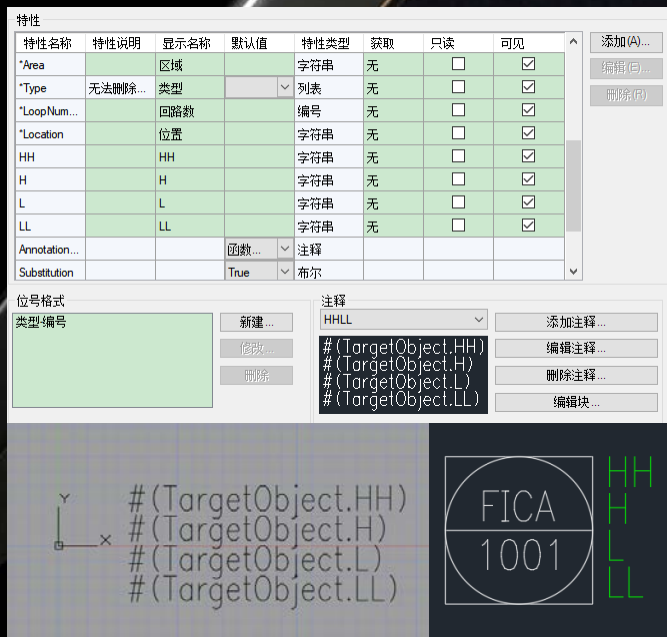 特性
特性名称 特性说明 显示名称 默认值 特性类型 获取 只读 可见
*Area 区域 字符串 无
*Type 无法删除... 类型 列表 无
*LoopNum... 回路数 编号 无
*Location 位置 字符串 无
HH HH 字符串 无
H H 字符串 无
L L 字符串 无
LL LL 字符串 无
Annotation... 函数... 注释
Substitution True 布尔
添加(A)...
编辑(E)...
删除(R)
位号格式
类型-编号
新建...
修改...
删除
注释
HHLL
#(TargetObject.HH)
#(TargetObject.H)
#(TargetObject.L)
#(TargetObject.LL)
添加注释...
编辑注释...
删除注释...
编辑块...
Y
X
#(TargetObject.HH)
#(TargetObject.H)
#(TargetObject.L)
#(TargetObject.LL)
FICA
1001
HH
H
L
LL